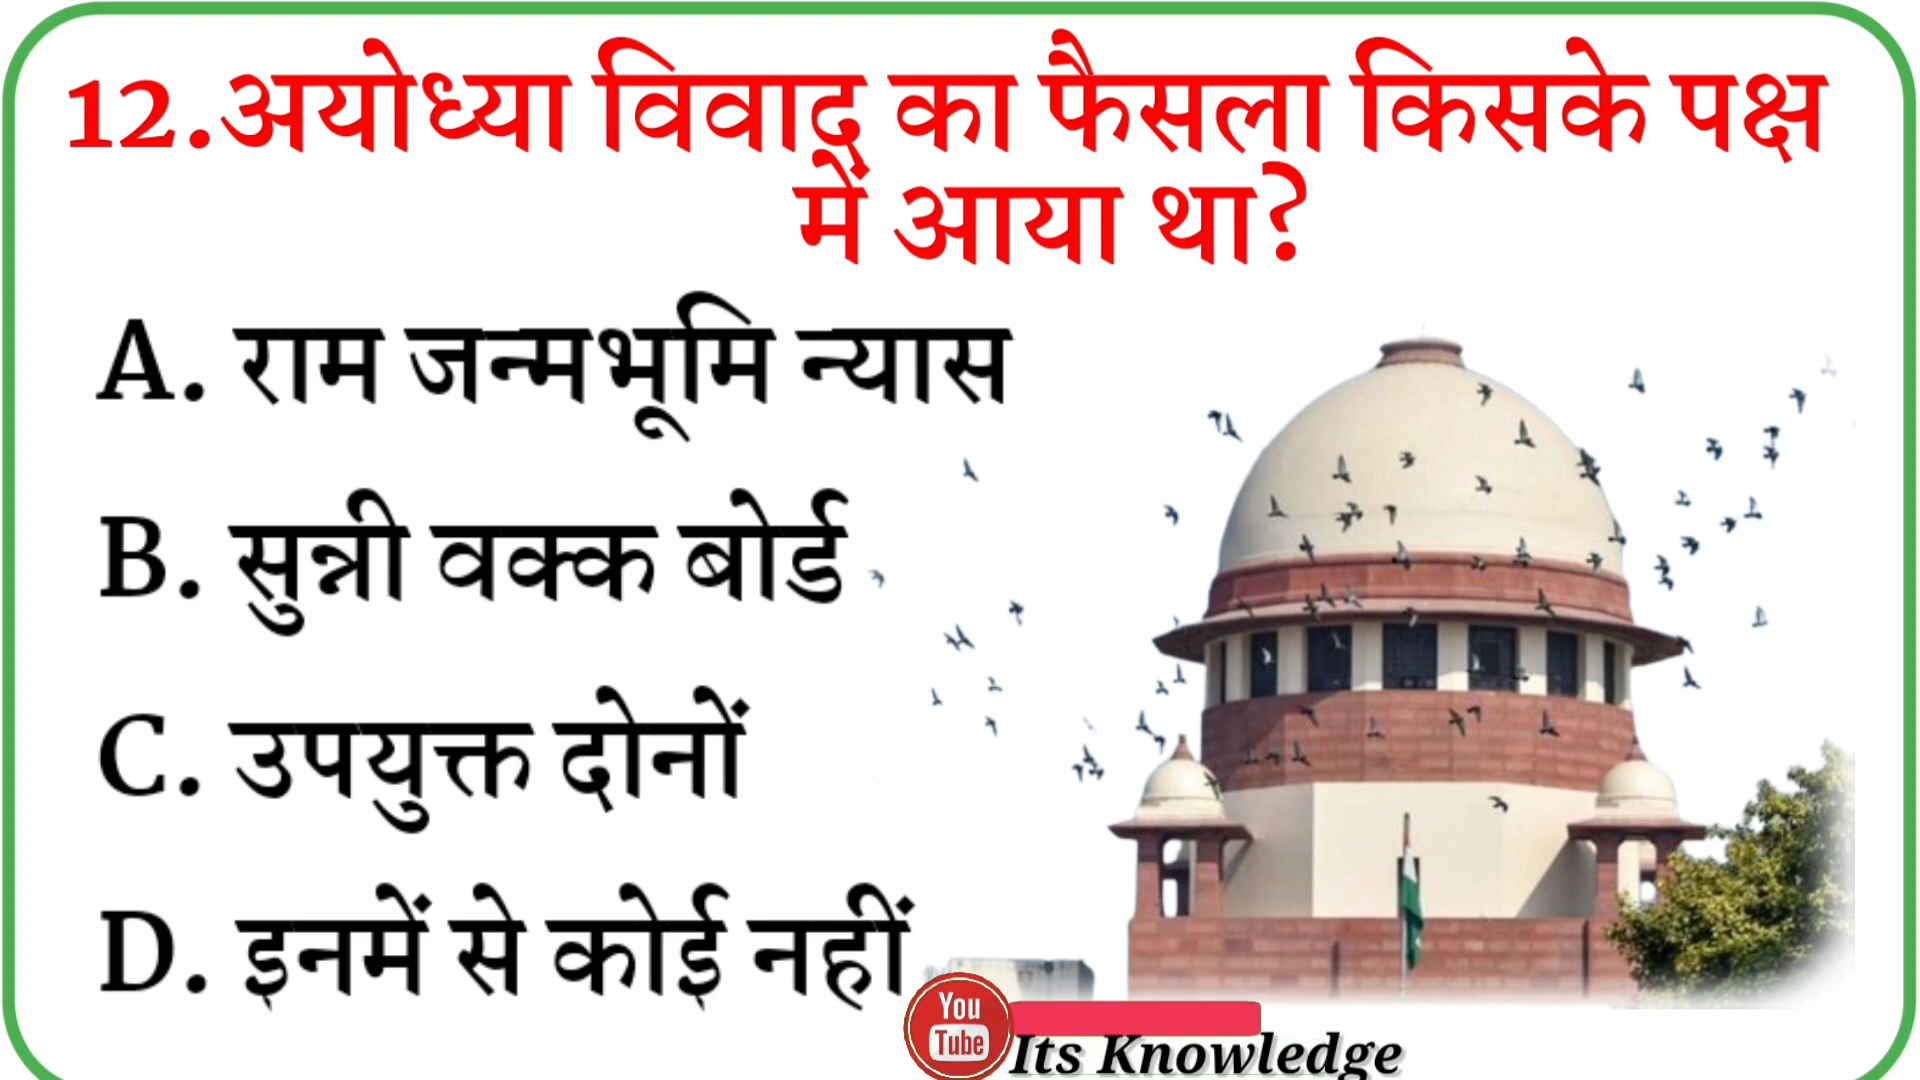 12.अयोध्या विवाद का फैसला किसके पक्ष
में आया था?
A. राम जन्मभूमि न्यास
B. सुन्नी वक्क बोर्ड
C. उपयुक्त दोनों
D. इनमें से कोई नहीं
You
Tube
Its Knowledge